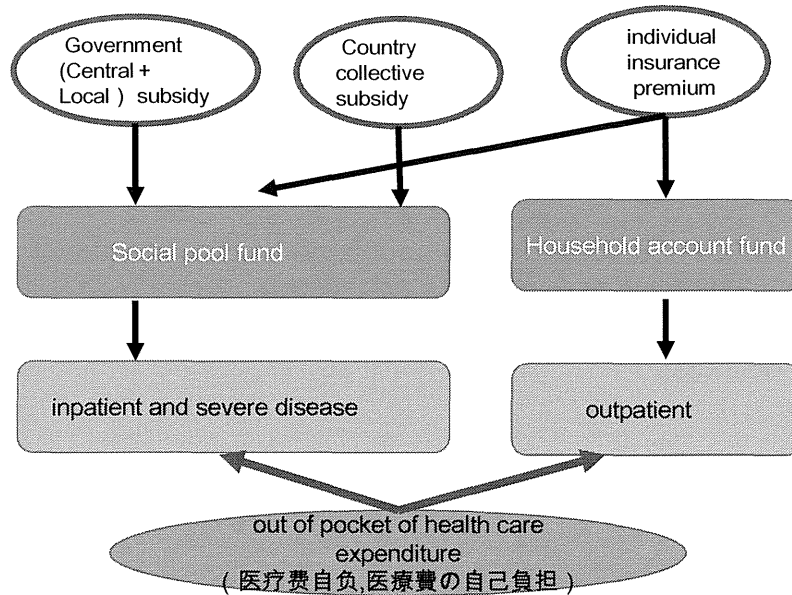 Government
(Central +
Local ) subsidy
Country
collective
subsidy
individual
insurance
premium
Social pool fund
Household account fund
inpatient and severe disease
outpatient
out of pocket of health care
expenditure
( 医疗费自负,医療費の自己負担 )